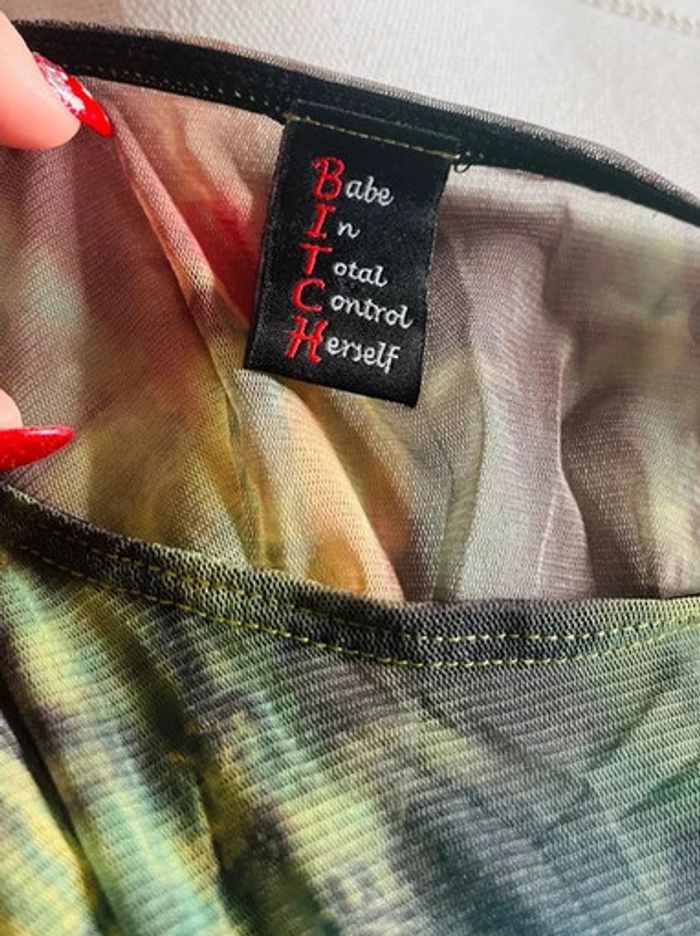 Babe
In
Total
Control
Herself